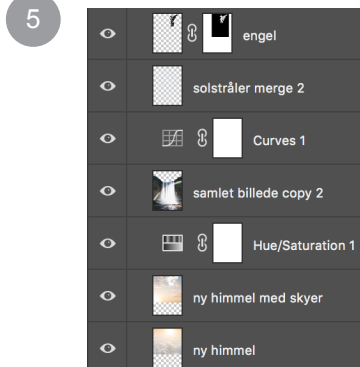 5
engel
solstråler merge 2
Curves 1
samlet billede copy 2
Hue/Saturation 1
ny himmel med skyer
ny himmel